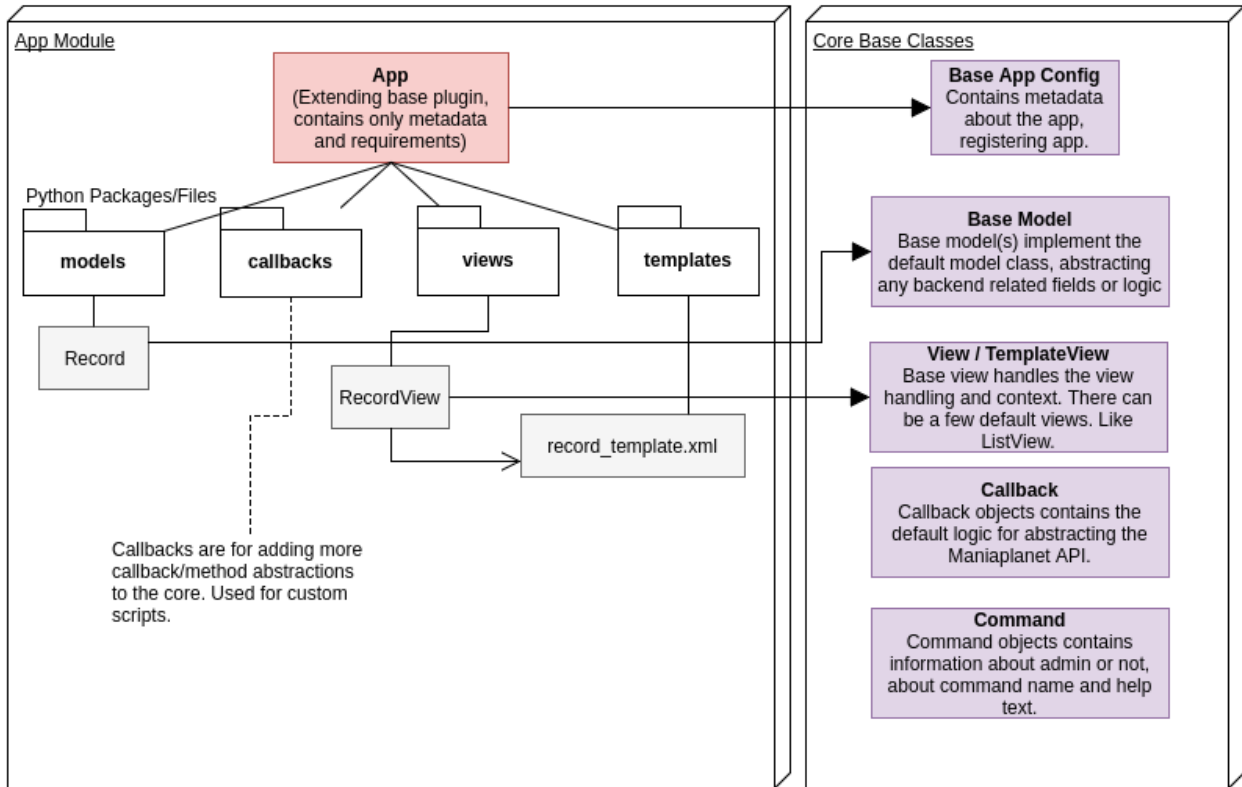 App Module
App
(Extending base plugin,
contains only metadata
and requirements)
Python Packages/Files
models
callbacks
views
templates
Record
RecordView
record_template.xml
Callbacks are for adding more
callback/method abstractions
to the core. Used for custom
scripts.
Core Base Classes
Base App Config
Contains metadata
about the app,
registering app.
Base Model
Base model(s) implement the
default model class, abstracting
any backend related fields or logic
View / TemplateView
Base view handles the view
handling and context. There can
be a few default views. Like
ListView.
Callback
Callback objects contains the
default logic for abstracting the
Maniaplanet API.
Command
Command objects contains
information about admin or not,
about command name and help
text.